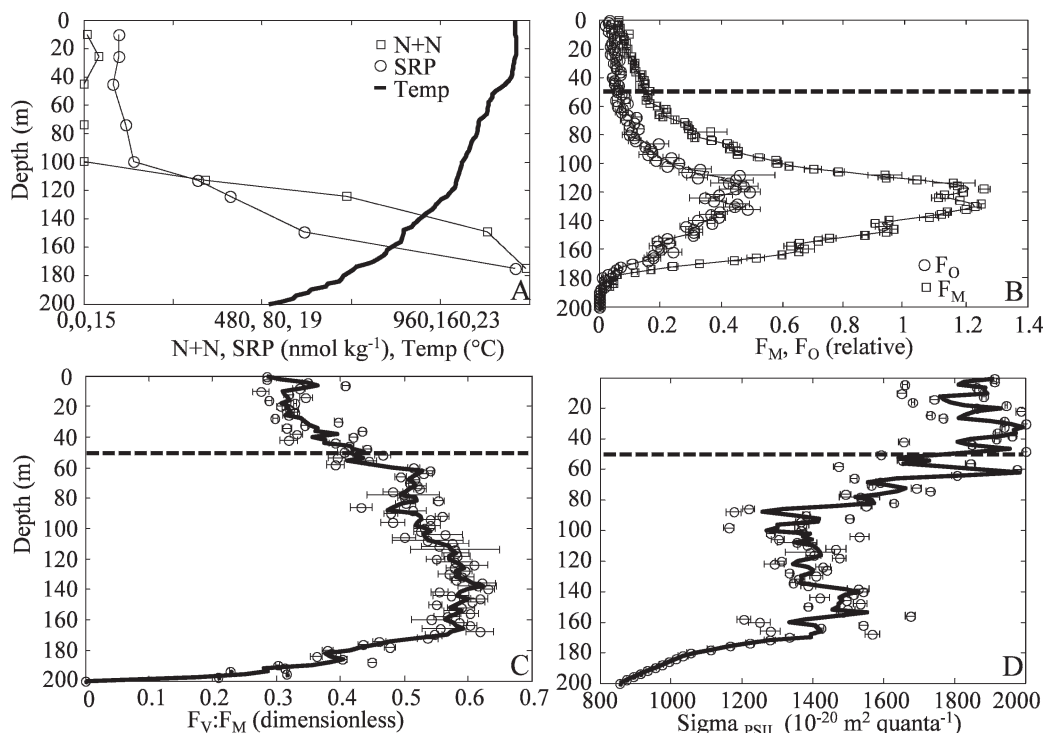 0
20
40
60
80
100
120
140
160
180
200
Depth (m)
N+N
SRP
Temp
A
0,0,15 480, 80, 19 960,160,23
N+N, SRP (nmol kg-1), Temp (°C)
0
20
40
60
80
100
120
140
160
180
200
FO
FM
B
0 0.2 0.4 0.6 0.8 1 1.2 1.4
FM, FO (relative)
0
20
40
60
80
100
120
140
160
180
200
Depth (m)
C
0 0.1 0.2 0.3 0.4 0.5 0.6 0.7
FV:FM (dimensionless)
0
20
40
60
80
100
120
140
160
180
200
D
800 1000 1200 1400 1600 1800 2000
Sigma PSII (10-20 m2 quanta-1)